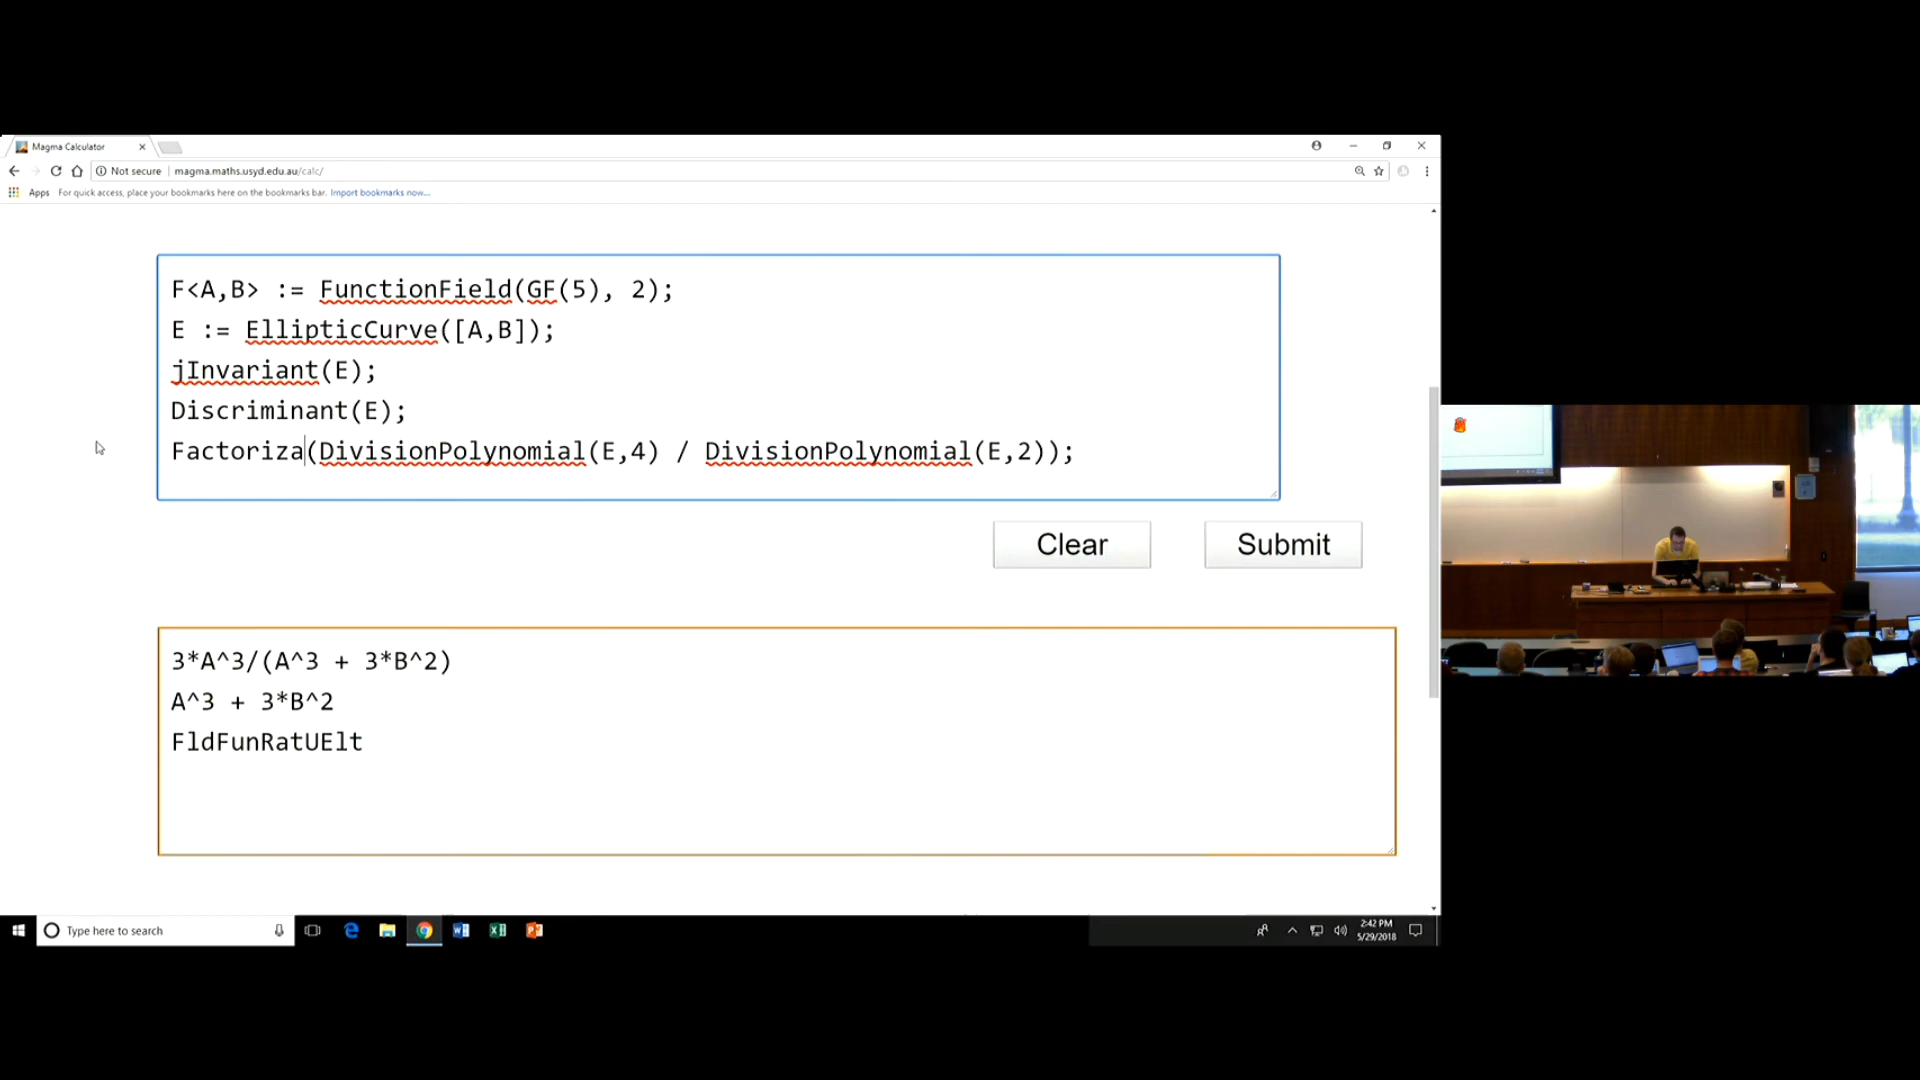 Magma Calculator
Not secure | magma.maths.usyd.edu.au/calc/
Apps For quick access, place your bookmarks here on the bookmarks bar. Import bookmarks now...
F<A,B> := FunctionField(GF(5), 2);
E := EllipticCurve([A,B]);
jInvariant(E);
Discriminant(E);
Factoriza(DivisionPolynomial(E,4) / DivisionPolynomial(E,2));
Clear Submit
3*A^3/(A^3 + 3*B^2)
A^3 + 3*B^2
FldFunRatUElt
Type here to search
2:42 PM
5/29/2018